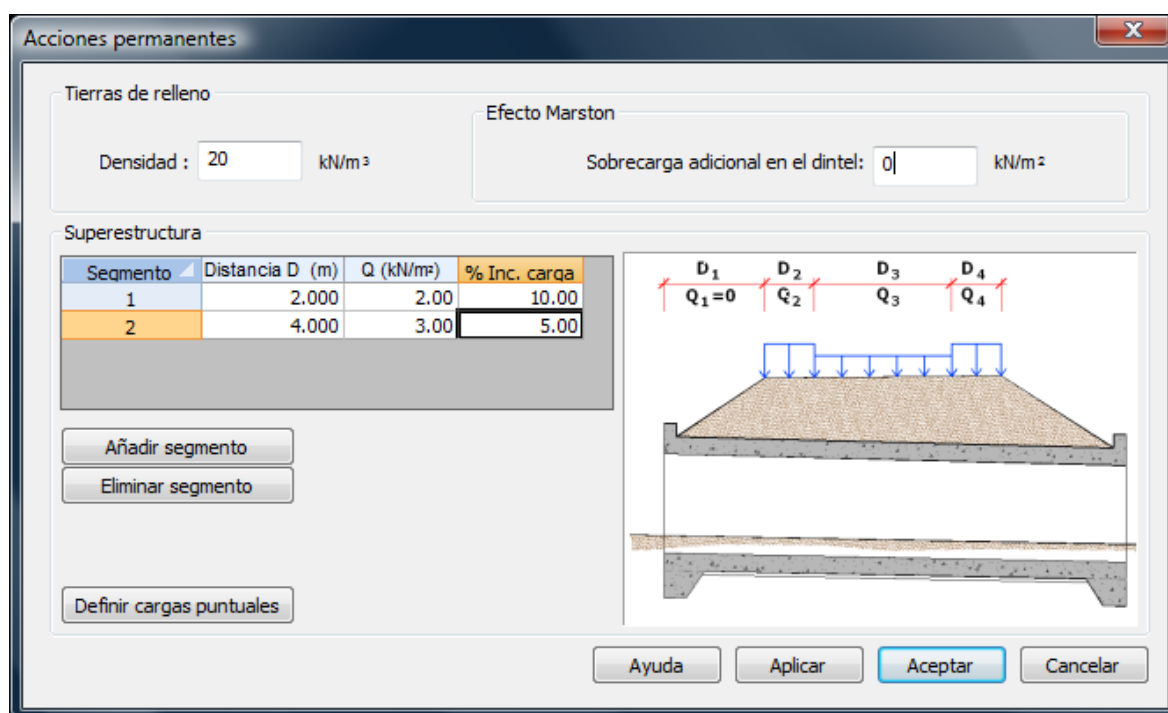 Acciones permanentes
X
Tierras de relleno
Densidad : 20 kN/m³
Efecto Marston
Sobrecarga adicional en el dintel: 0 kN/m²
Superestructura
Segmento Distancia D (m) Q (kN/m²) % Inc. carga
1 2.000 2.00 10.00
2 4.000 3.00 5.00
D₁ D₂ D₃ D₄
Q₁=0 Q₂ Q₃ Q₄
Añadir segmento
Eliminar segmento
Definir cargas puntuales
Ayuda Aplicar Aceptar Cancelar